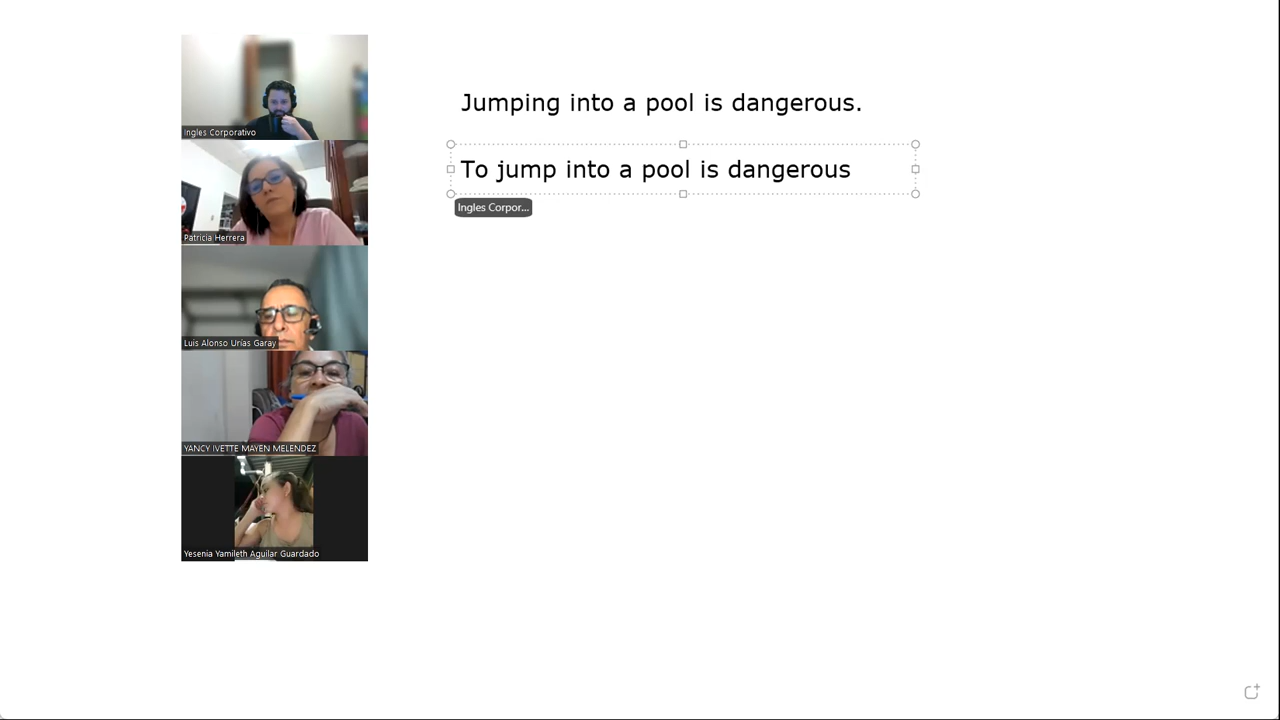 Ingles Corporativo
Patricia Herrera
Luis Alonso Urías Garay
YANCY IVETTE MAYEN MELENDEZ
Yesenia Yamileth Aguilar Guardado
Jumping into a pool is dangerous.
To jump into a pool is dangerous
Ingles Corpor...